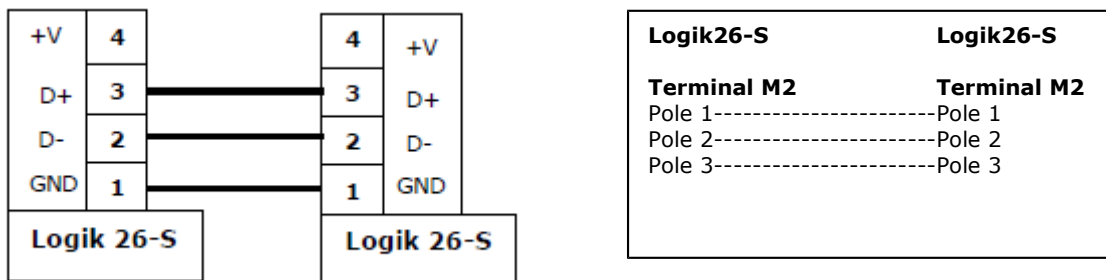 +V 4 4 +V
D+ 3 3 D+
D- 2 2 D-
GND 1 1 GND
Logik 26-S Logik 26-S
Logik26-S Logik26-S
Terminal M2 Terminal M2
Pole 1------------------------Pole 1
Pole 2------------------------Pole 2
Pole 3------------------------Pole 3